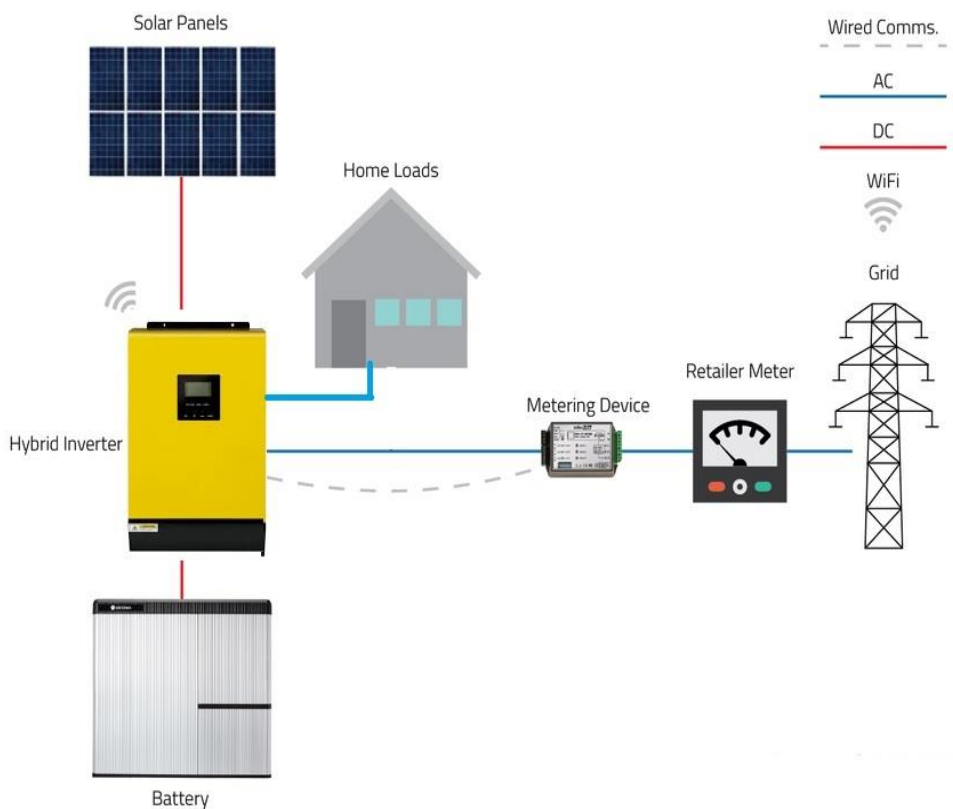 Solar Panels
Wired Comms.
AC
DC
Home Loads
WiFi
Grid
Retailer Meter
Metering Device
Hybrid Inverter
Battery